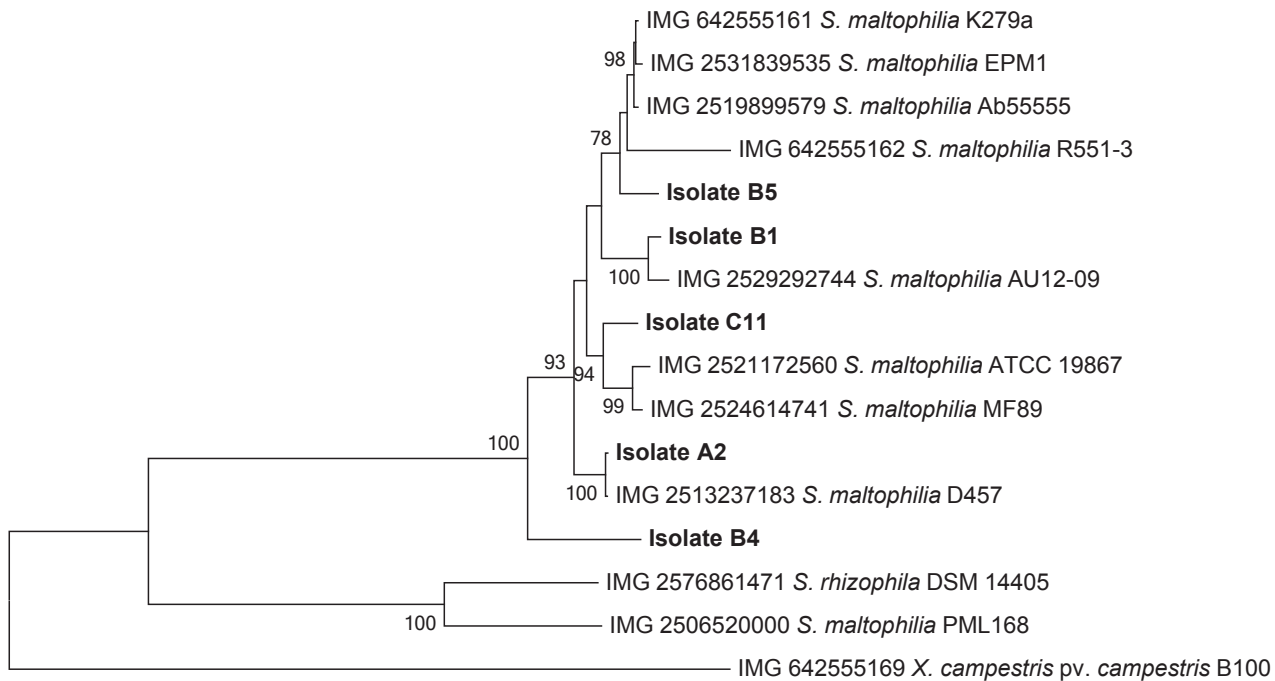 IMG 642555161 S. maltophilia K279a
98
IMG 2531839535 S. maltophilia EPM1
IMG 2519899579 S. maltophilia Ab55555
78
IMG 642555162 S. maltophilia R551-3
Isolate B5
Isolate B1
100
IMG 2529292744 S. maltophilia AU12-09
Isolate C11
93
94
IMG 2521172560 S. maltophilia ATCC 19867
99
IMG 2524614741 S. maltophilia MF89
100
Isolate A2
100
IMG 2513237183 S. maltophilia D457
Isolate B4
IMG 2576861471 S. rhizophila DSM 14405
100
IMG 2506520000 S. maltophilia PML168
IMG 642555169 X. campestris pv. campestris B100